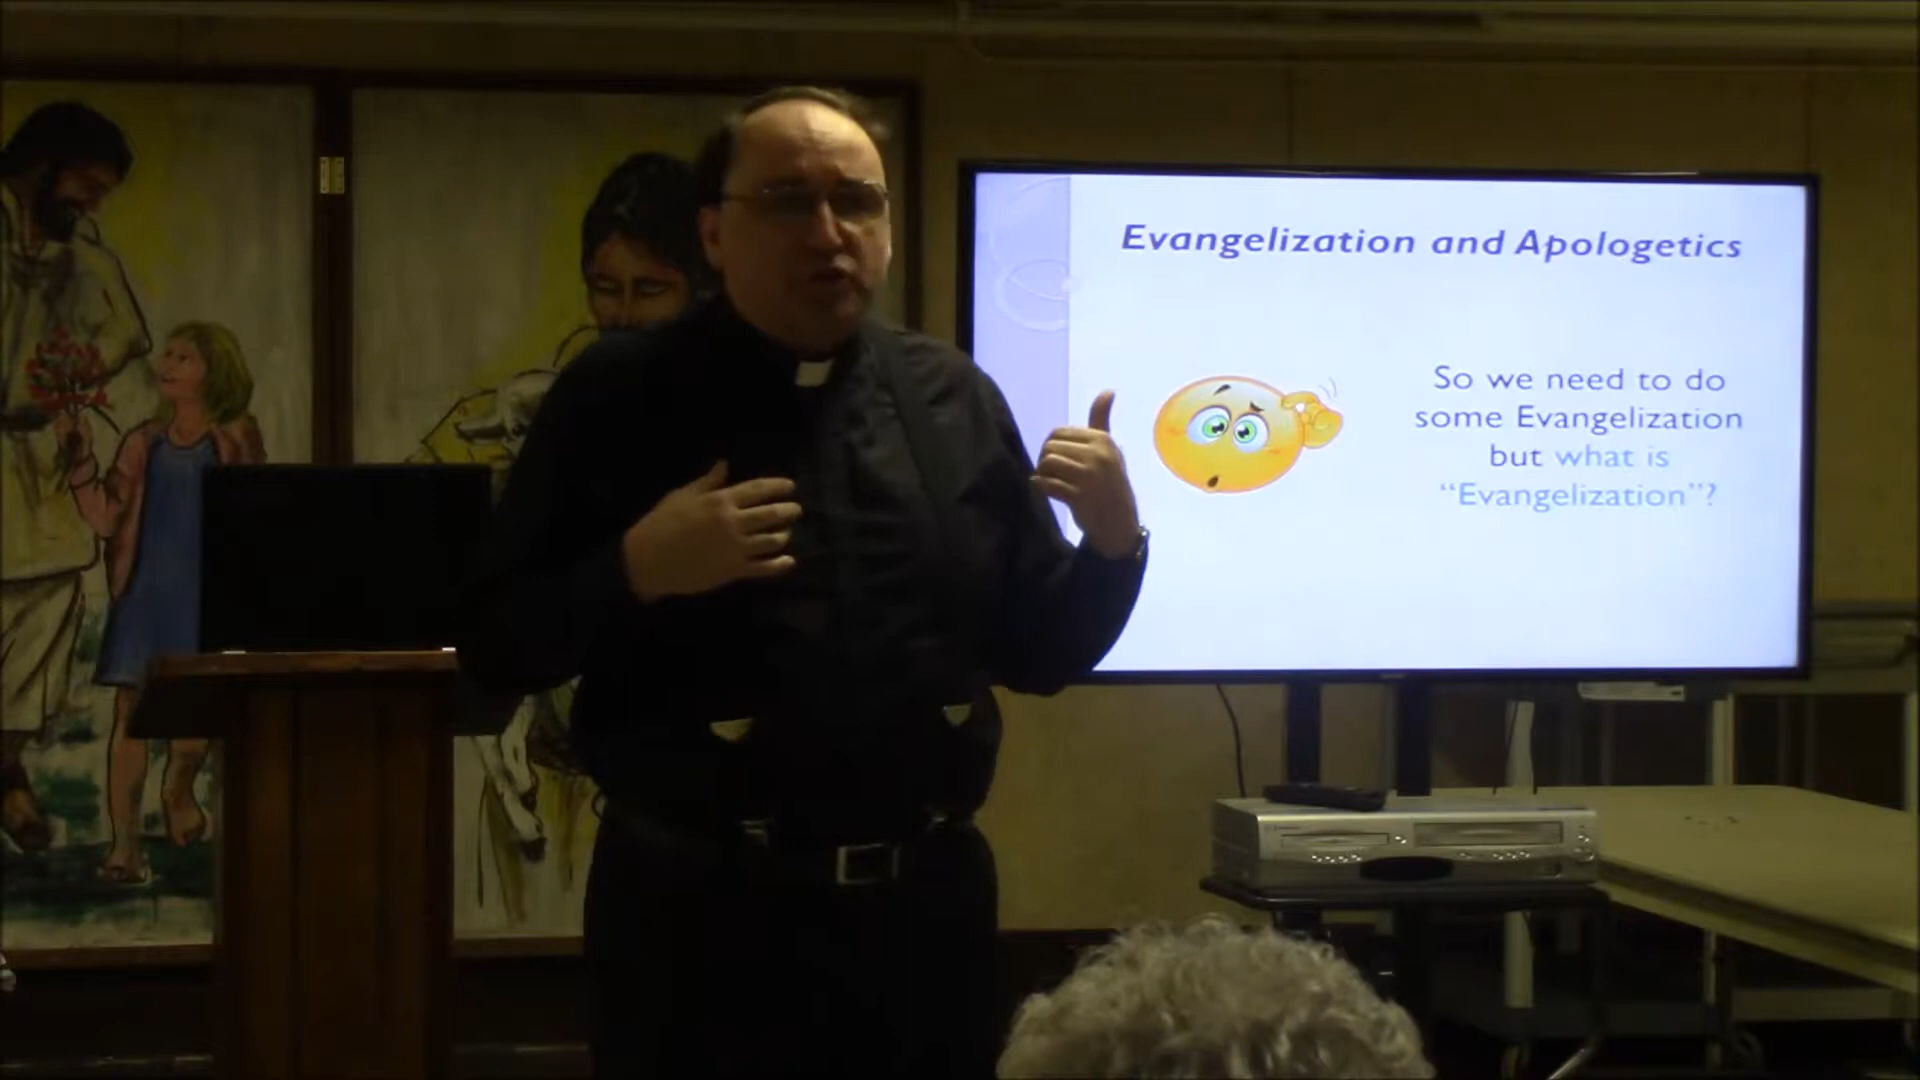 Evangelization and Apologetics
So we need to do
some Evangelization
but what is
“Evangelization”?